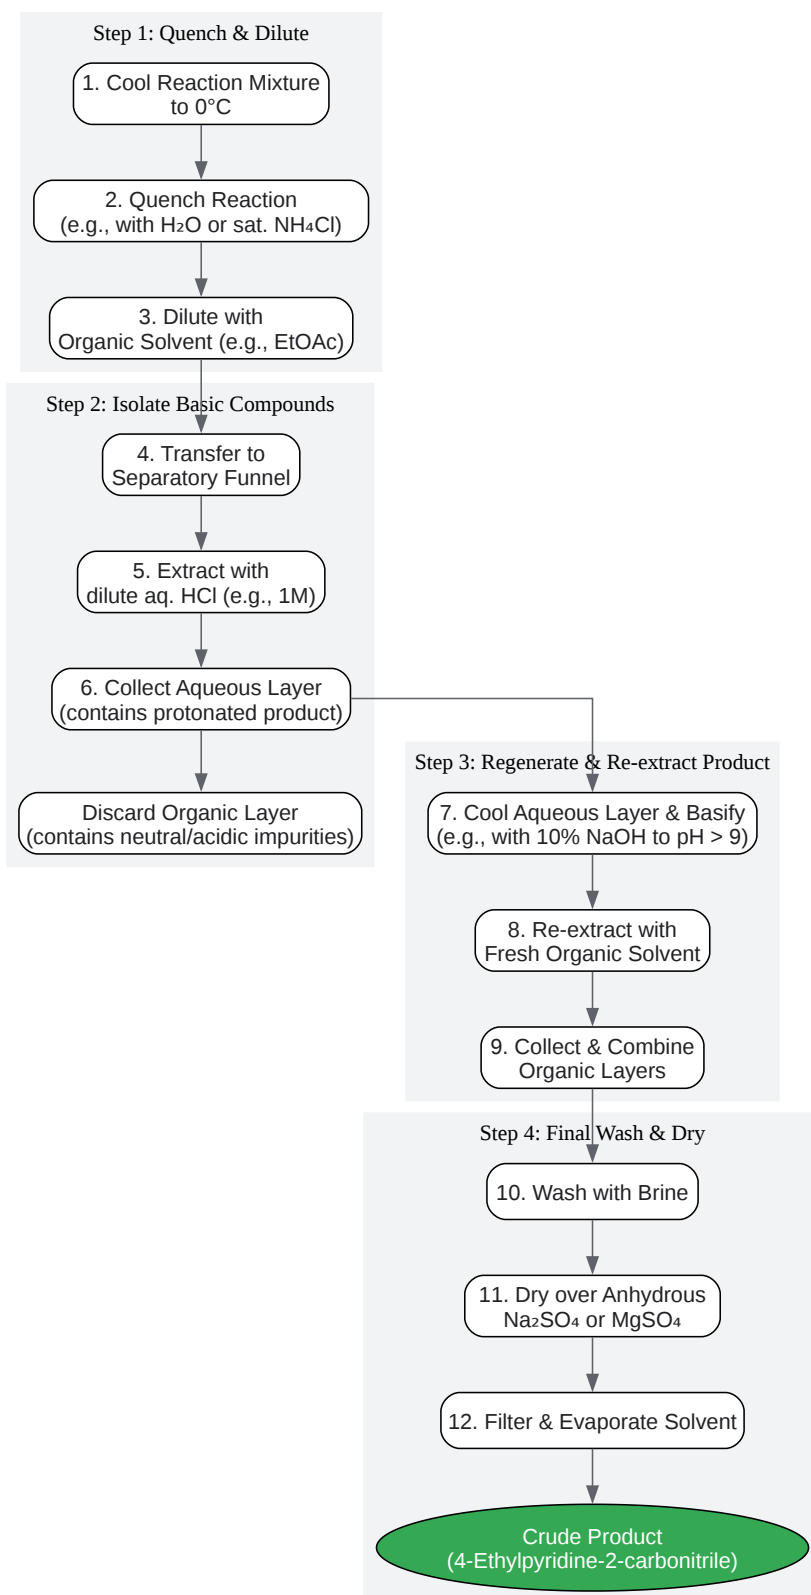 Step 1: Quench & Dilute
1. Cool Reaction Mixture
to 0°C
2. Quench Reaction
(e.g., with H₂O or sat. NH₄Cl)
3. Dilute with
Organic Solvent (e.g., EtOAc)
Step 2: Isolate Basic Compounds
4. Transfer to
Separatory Funnel
5. Extract with
dilute aq. HCl (e.g., 1M)
6. Collect Aqueous Layer
(contains protonated product)
Discard Organic Layer
(contains neutral/acidic impurities)
Step 3: Regenerate & Re-extract Product
7. Cool Aqueous Layer & Basify
(e.g., with 10% NaOH to pH > 9)
8. Re-extract with
Fresh Organic Solvent
9. Collect & Combine
Organic Layers
Step 4: Final Wash & Dry
10. Wash with Brine
11. Dry over Anhydrous
Na₂SO₄ or MgSO₄
12. Filter & Evaporate Solvent
Crude Product
(4-Ethylpyridine-2-carbonitrile)